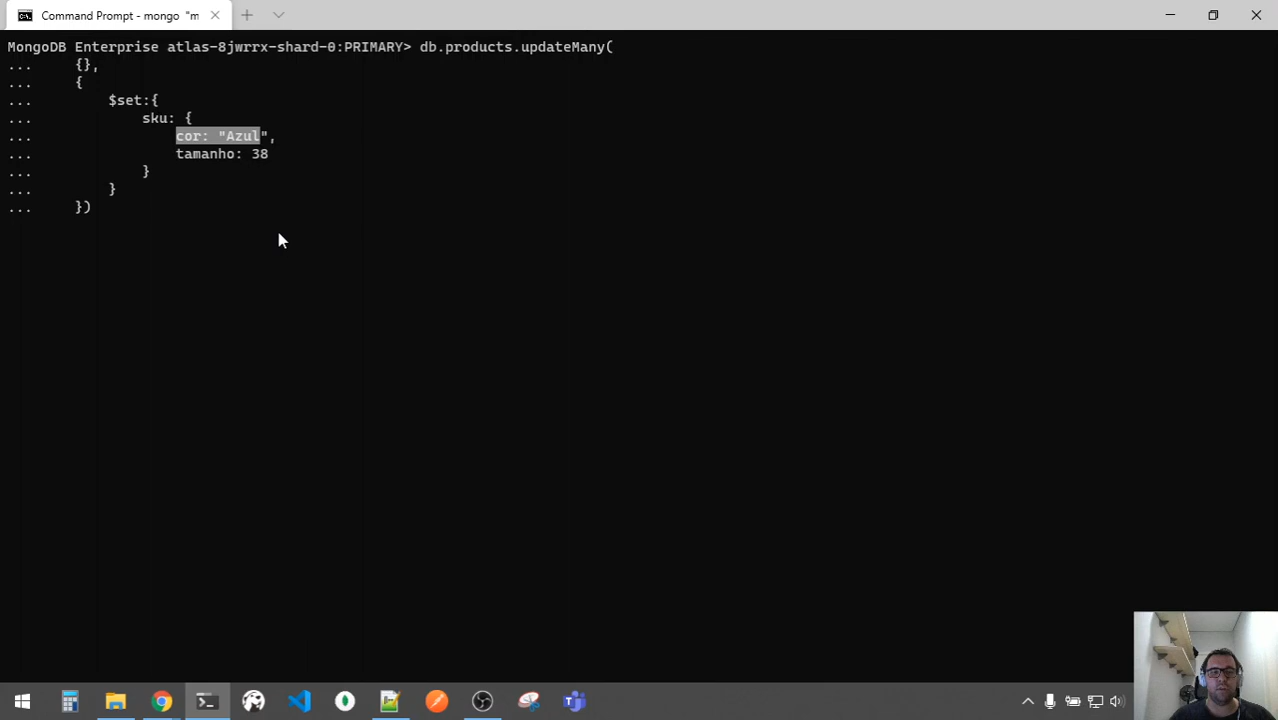 Command Prompt - mongo "m
MongoDB Enterprise atlas-8jwrrx-shard-0:PRIMARY> db.products.updateMany(
... {},
... {
... $set:{
... sku: {
... cor: "Azul",
... tamanho: 38
... }
... }
... })